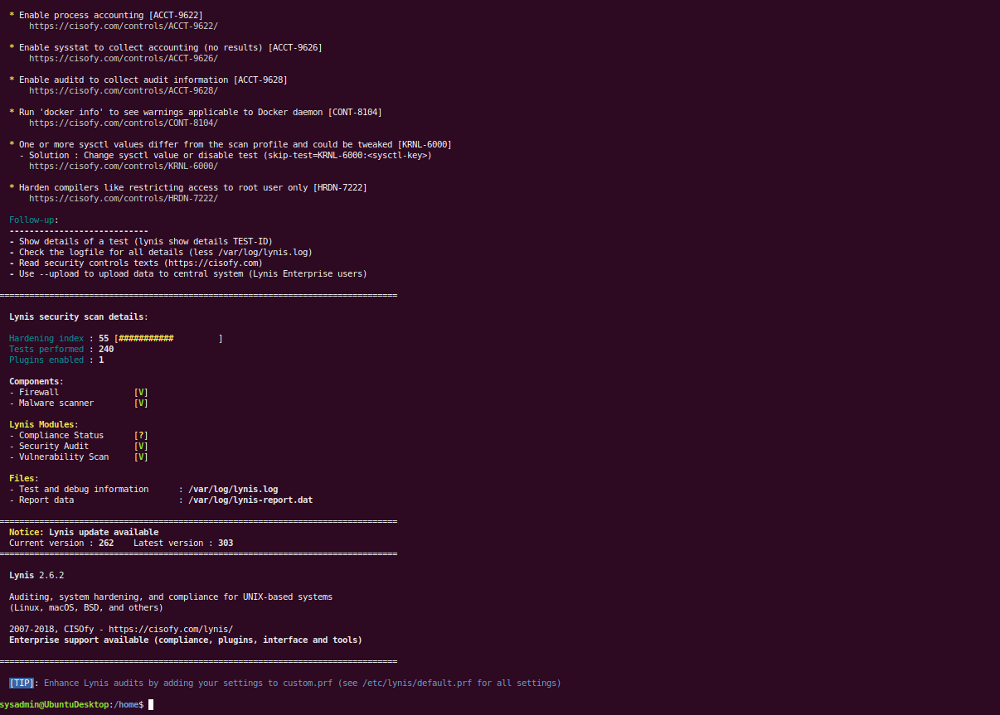 * Enable process accounting [ACCT-9622]
https://cisofy.com/controls/ACCT-9622/
* Enable sysstat to collect accounting (no results) [ACCT-9626]
https://cisofy.com/controls/ACCT-9626/
* Enable auditd to collect audit information [ACCT-9628]
https://cisofy.com/controls/ACCT-9628/
* Run 'docker info' to see warnings applicable to Docker daemon [CONT-8104]
https://cisofy.com/controls/CONT-8104/
* One or more sysctl values differ from the scan profile and could be tweaked [KRNL-6000]
- Solution : Change sysctl value or disable test (skip-test=KRNL-6000:<sysctl-key>)
https://cisofy.com/controls/KRNL-6000/
* Harden compilers like restricting access to root user only [HRDN-7222]
https://cisofy.com/controls/HRDN-7222/
Follow-up:
----------------------------
- Show details of a test (lynis show details TEST-ID)
- Check the logfile for all details (less /var/log/lynis.log)
- Read security controls texts (https://cisofy.com)
- Use --upload to upload data to central system (Lynis Enterprise users)
================================================================================
Lynis security scan details:
Hardening index : 55 [###########         ]
Tests performed : 240
Plugins enabled : 1
Components:
- Firewall               [V]
- Malware scanner        [V]
Lynis Modules:
- Compliance Status      [?]
- Security Audit         [V]
- Vulnerability Scan     [V]
Files:
- Test and debug information      : /var/log/lynis.log
- Report data                     : /var/log/lynis-report.dat
================================================================================
Notice: Lynis update available
Current version : 262    Latest version : 303
================================================================================
Lynis 2.6.2
Auditing, system hardening, and compliance for UNIX-based systems
(Linux, macOS, BSD, and others)
2007-2018, CISOfy - https://cisofy.com/lynis/
Enterprise support available (compliance, plugins, interface and tools)
================================================================================
[TIP]: Enhance Lynis audits by adding your settings to custom.prf (see /etc/lynis/default.prf for all settings)
sysadmin@UbuntuDesktop:/home$